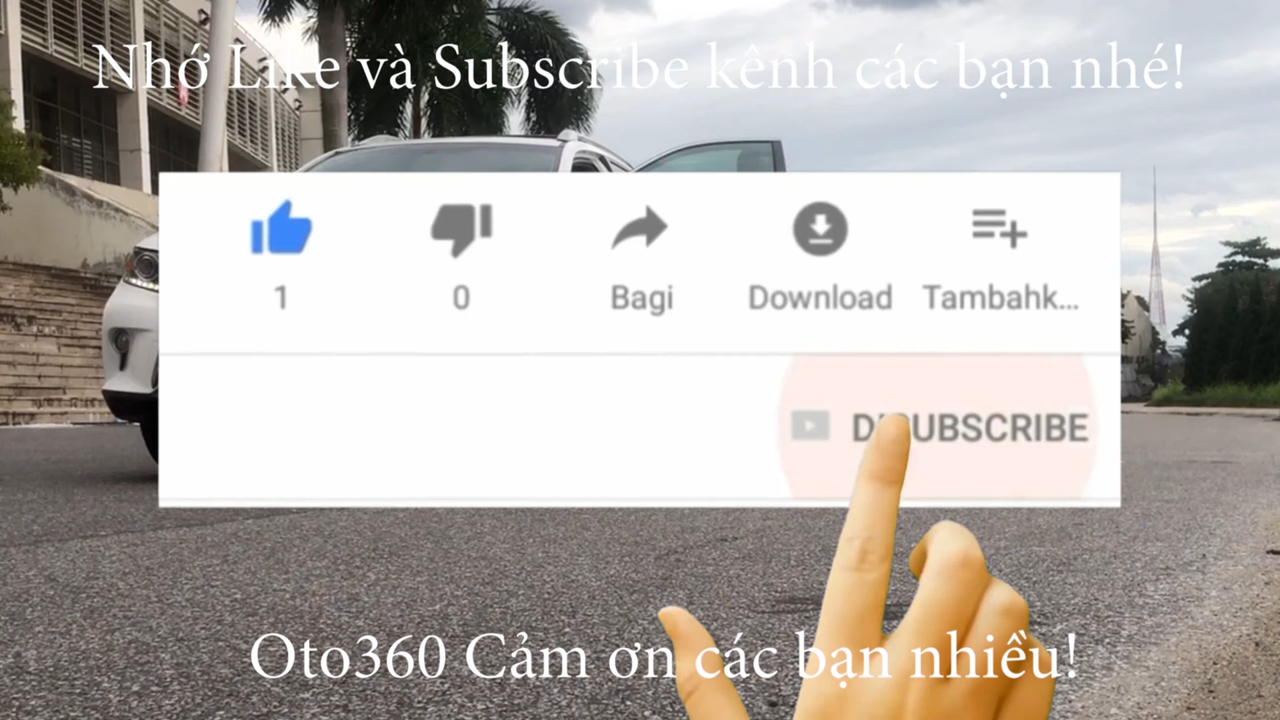 Nhớ Like và Subscribe kênh các bạn nhé!
1 0 Bagi Download Tambahk...
Oto360 Cảm ơn các bạn nhiều!